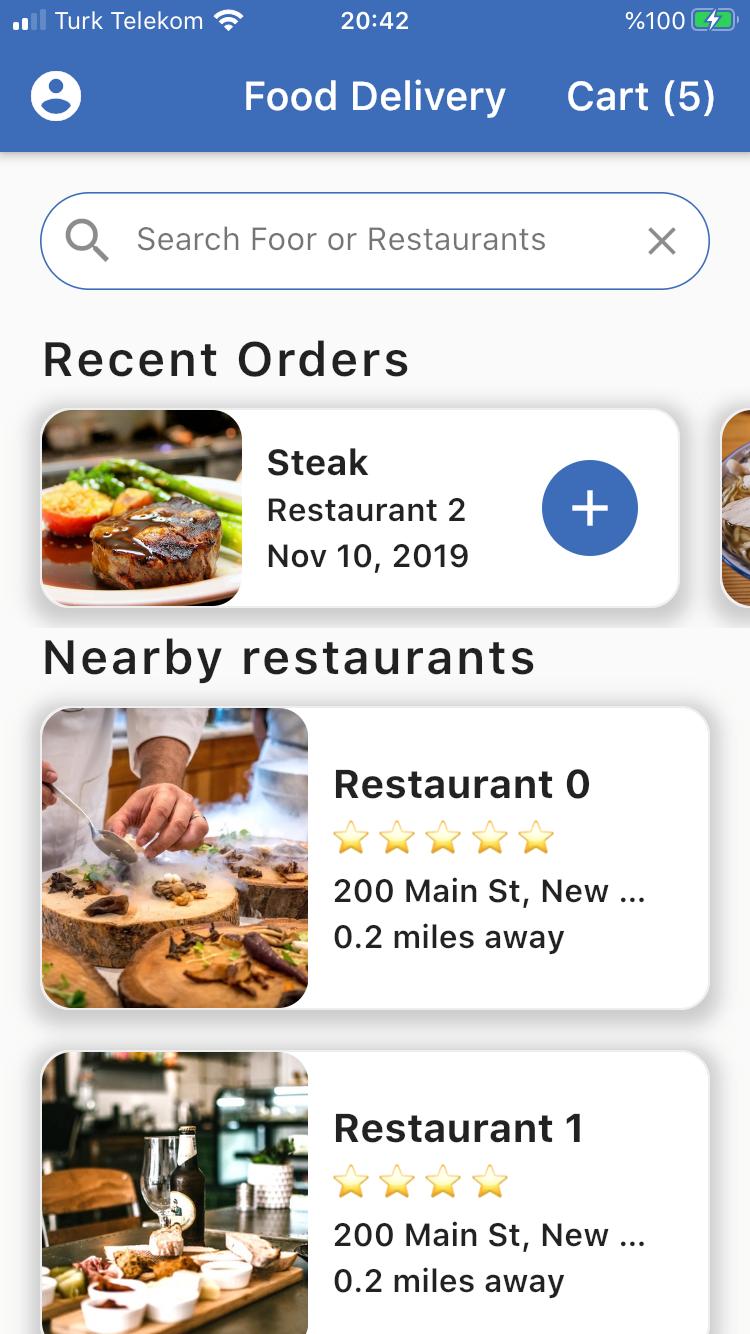 Turk Telekom
20:42
%100
Food Delivery
Cart (5)
Search Foor or Restaurants
Recent Orders
Steak
Restaurant 2
Nov 10, 2019
Nearby restaurants
Restaurant 0
200 Main St, New ...
0.2 miles away
Restaurant 1
200 Main St, New ...
0.2 miles away